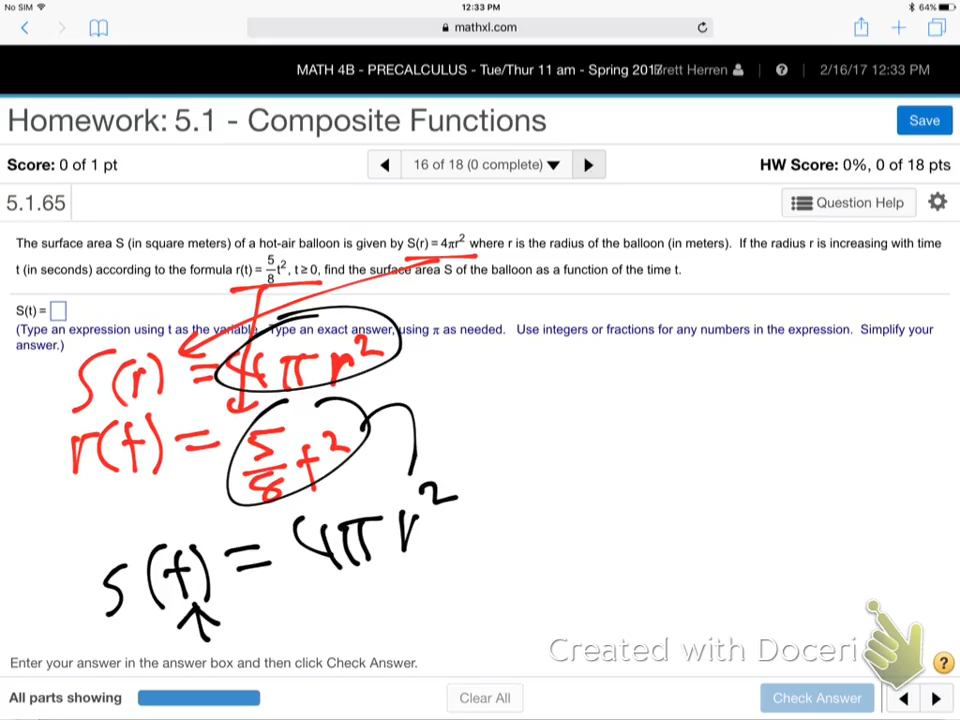 No SIM 12:33 PM 64%
mathxl.com
MATH 4B - PRECALCULUS - Tue/Thur 11 am - Spring 2017 Brett Herren 2/16/17 12:33 PM
Homework: 5.1 - Composite Functions Save
Score: 0 of 1 pt 16 of 18 (0 complete) HW Score: 0%, 0 of 18 pts
5.1.65 Question Help
The surface area S (in square meters) of a hot-air balloon is given by S(r) = 4πr² where r is the radius of the balloon (in meters). If the radius r is increasing with time
t (in seconds) according to the formula r(t) = 5/8 t², t ≥ 0, find the surface area S of the balloon as a function of the time t.
S(t) =
(Type an expression using t as the variable. Type an exact answer, using π as needed. Use integers or fractions for any numbers in the expression. Simplify your
answer.)
S(r) = 4πr²
r(t) = 5/8 t²
S(t) = 4πr²
Created with Doceri
Enter your answer in the answer box and then click Check Answer. ?
All parts showing Clear All Check Answer